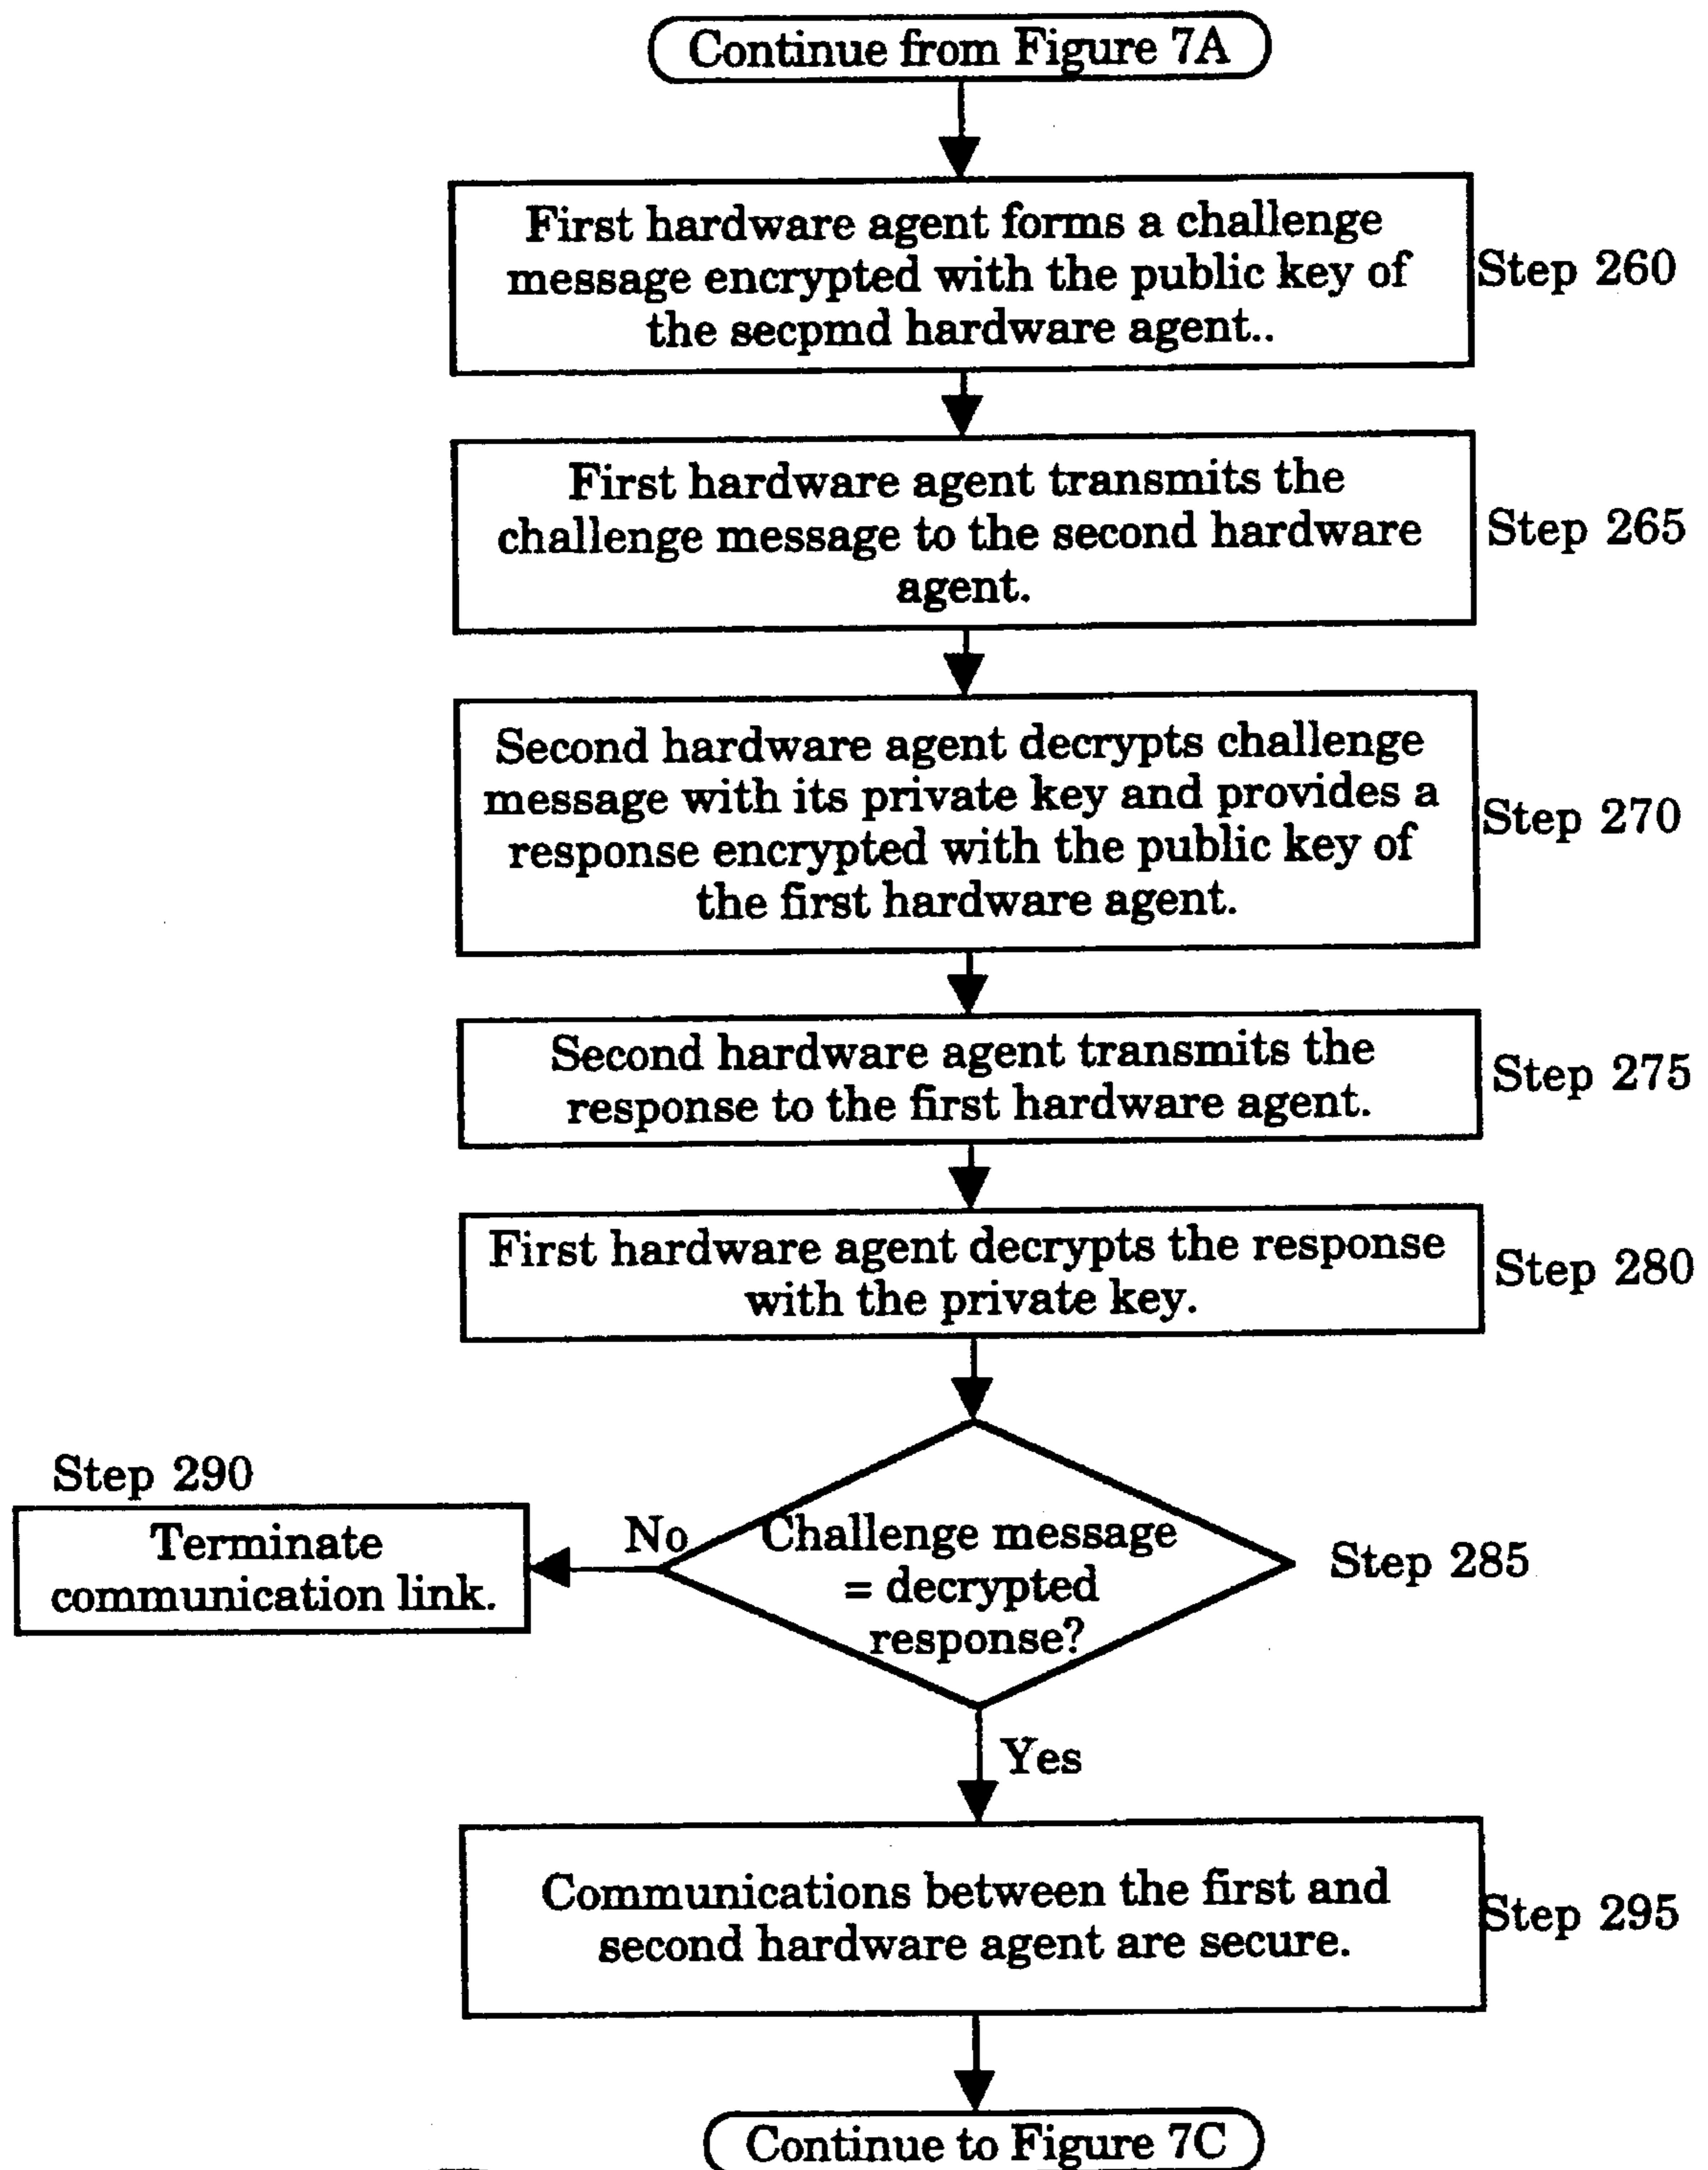 Continue from Figure 7A
First hardware agent forms a challenge
message encrypted with the public key of
the secpmd hardware agent..
Step 260
First hardware agent transmits the
challenge message to the second hardware
agent.
Step 265
Second hardware agent decrypts challenge
message with its private key and provides a
response encrypted with the public key of
the first hardware agent.
Step 270
Second hardware agent transmits the
response to the first hardware agent.
Step 275
First hardware agent decrypts the response
with the private key.
Step 280
Step 290
Terminate
communication link.
No
Challenge message
= decrypted
response?
Step 285
Yes
Communications between the first and
second hardware agent are secure.
Step 295
Continue to Figure 7C